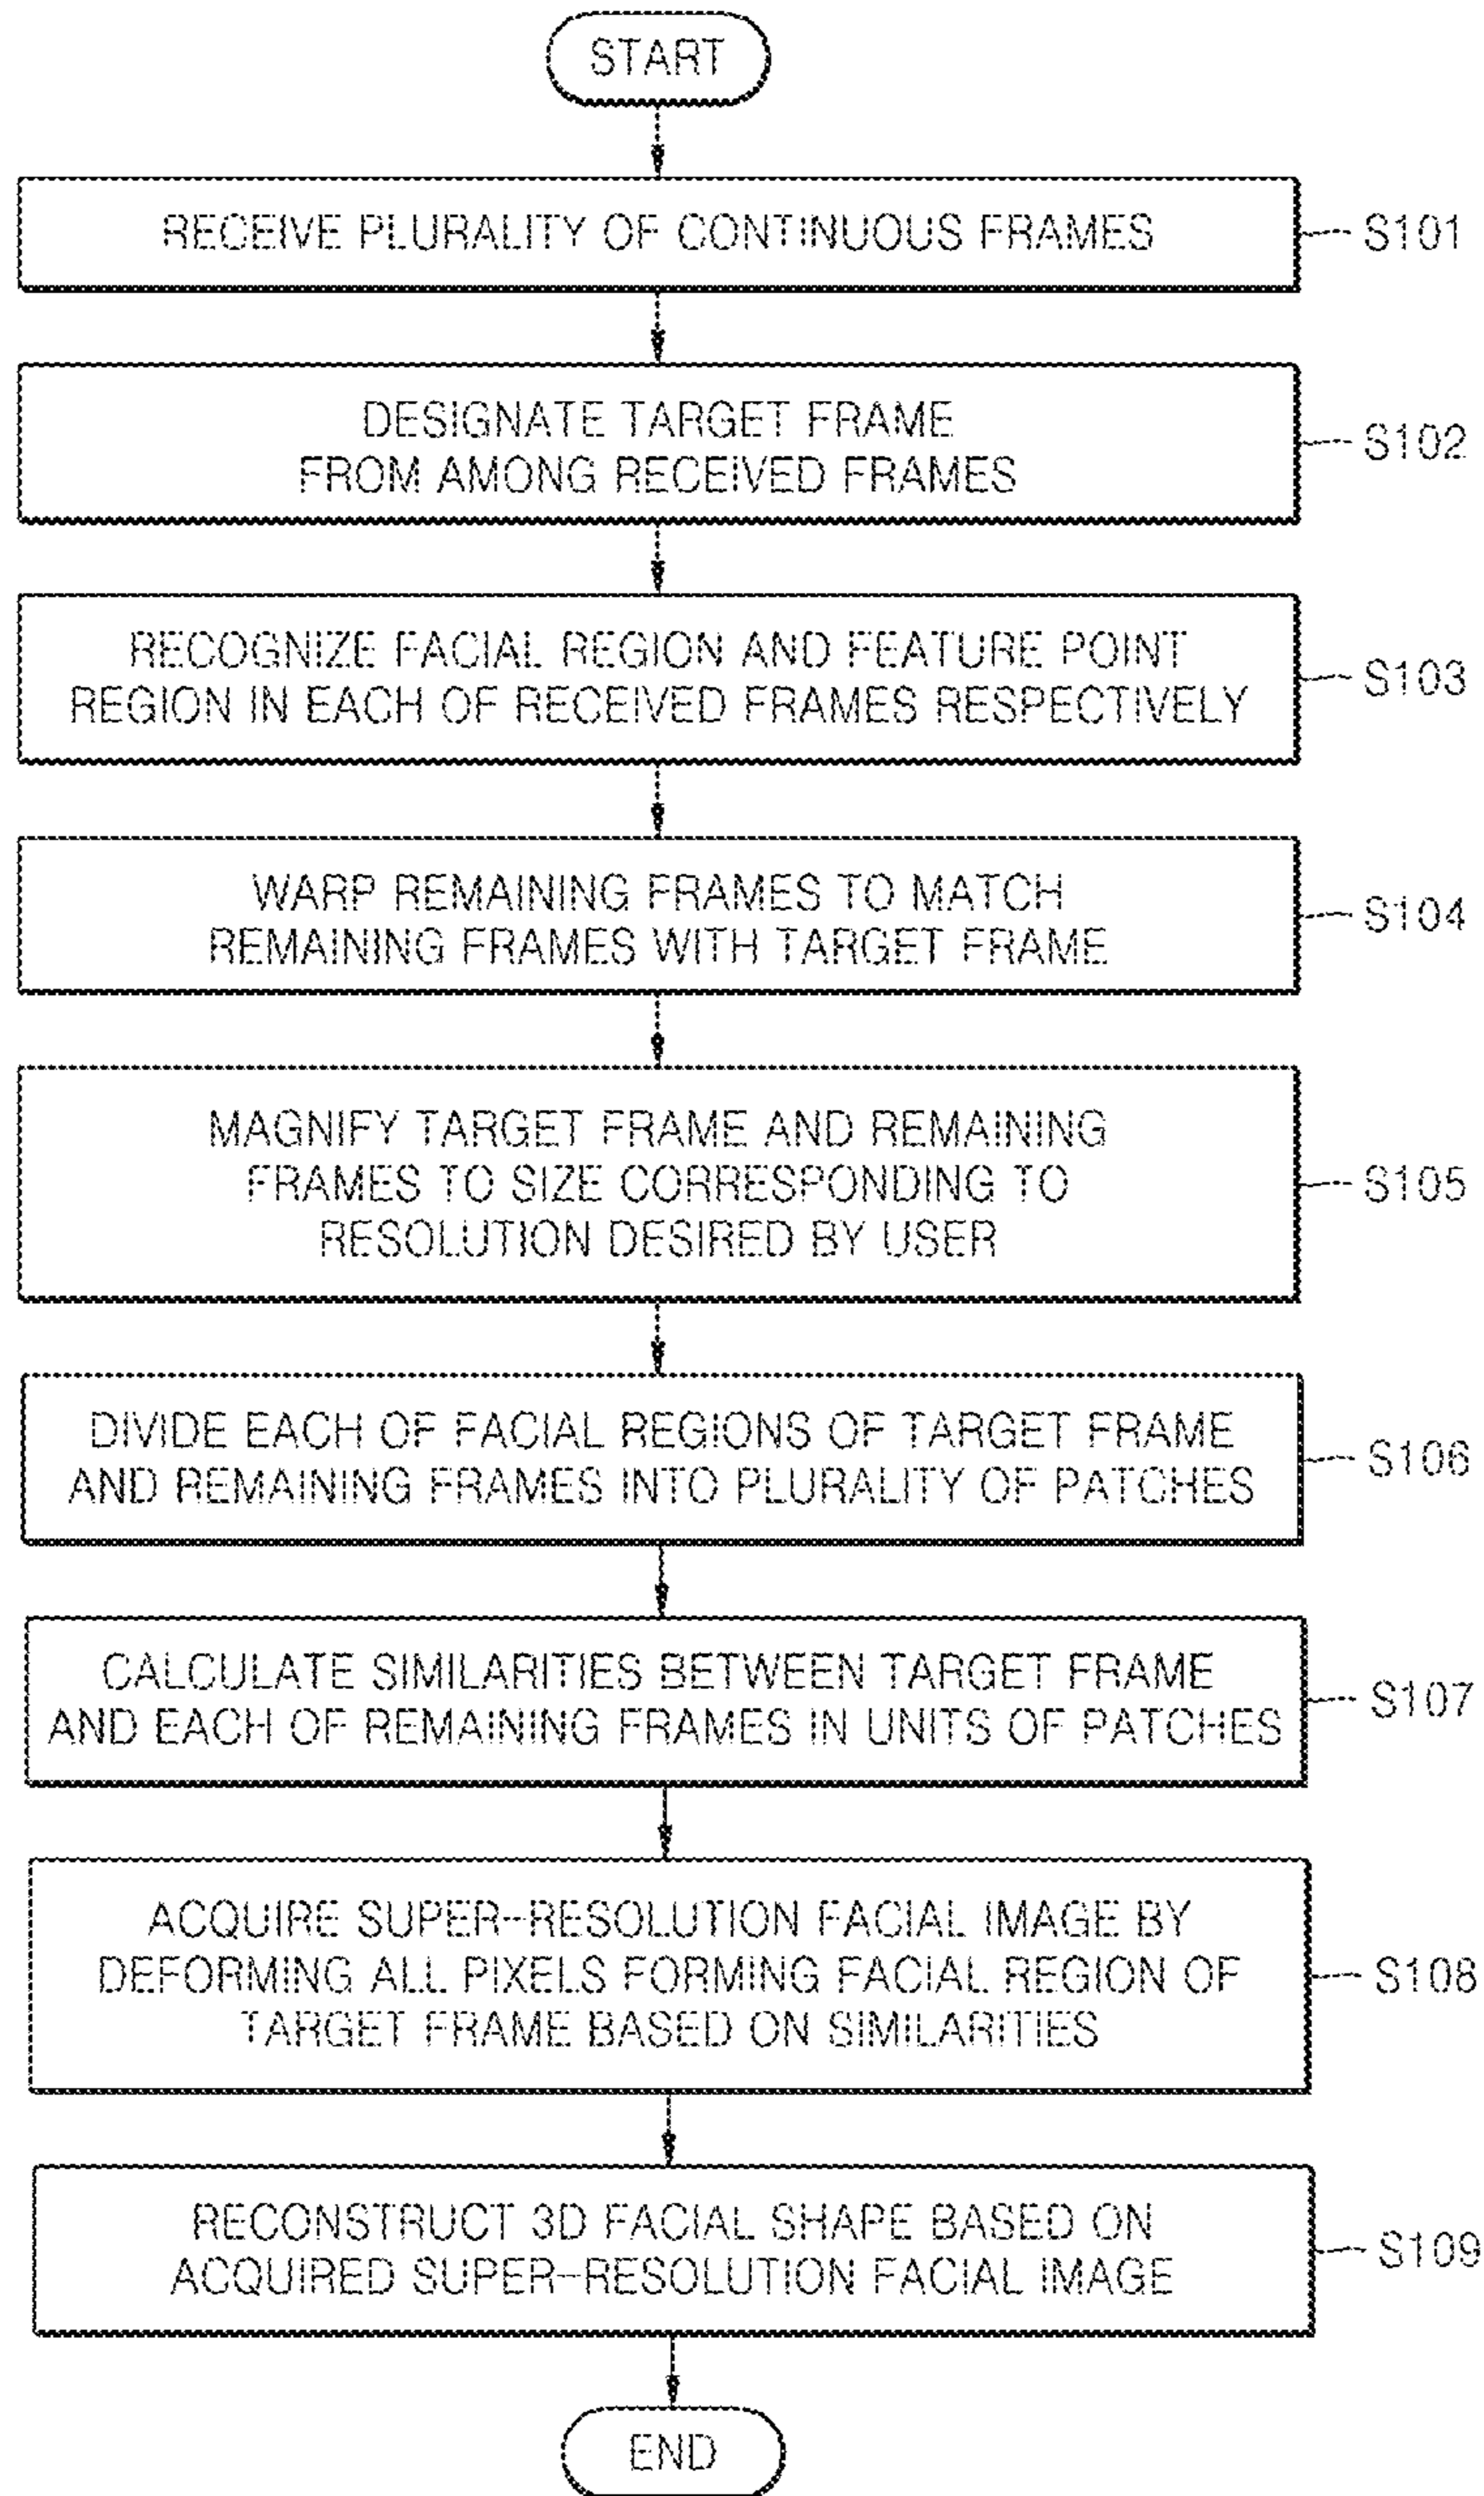 START
RECEIVE PLURALITY OF CONTINUOUS FRAMES
S101
DESIGNATE TARGET FRAME
FROM AMONG RECEIVED FRAMES
S102
RECOGNIZE FACIAL REGION AND FEATURE POINT
REGION IN EACH OF RECEIVED FRAMES RESPECTIVELY
S103
WARP REMAINING FRAMES TO MATCH
REMAINING FRAMES WITH TARGET FRAME
S104
MAGNIFY TARGET FRAME AND REMAINING
FRAMES TO SIZE CORRESPONDING TO
RESOLUTION DESIRED BY USER
S105
DIVIDE EACH OF FACIAL REGIONS OF TARGET FRAME
AND REMAINING FRAMES INTO PLURALITY OF PATCHES
S106
CALCULATE SIMILARITIES BETWEEN TARGET FRAME
AND EACH OF REMAINING FRAMES IN UNITS OF PATCHES
S107
ACQUIRE SUPER-RESOLUTION FACIAL IMAGE BY
DEFORMING ALL PIXELS FORMING FACIAL REGION OF
TARGET FRAME BASED ON SIMILARITIES
S108
RECONSTRUCT 3D FACIAL SHAPE BASED ON
ACQUIRED SUPER-RESOLUTION FACIAL IMAGE
S109
END